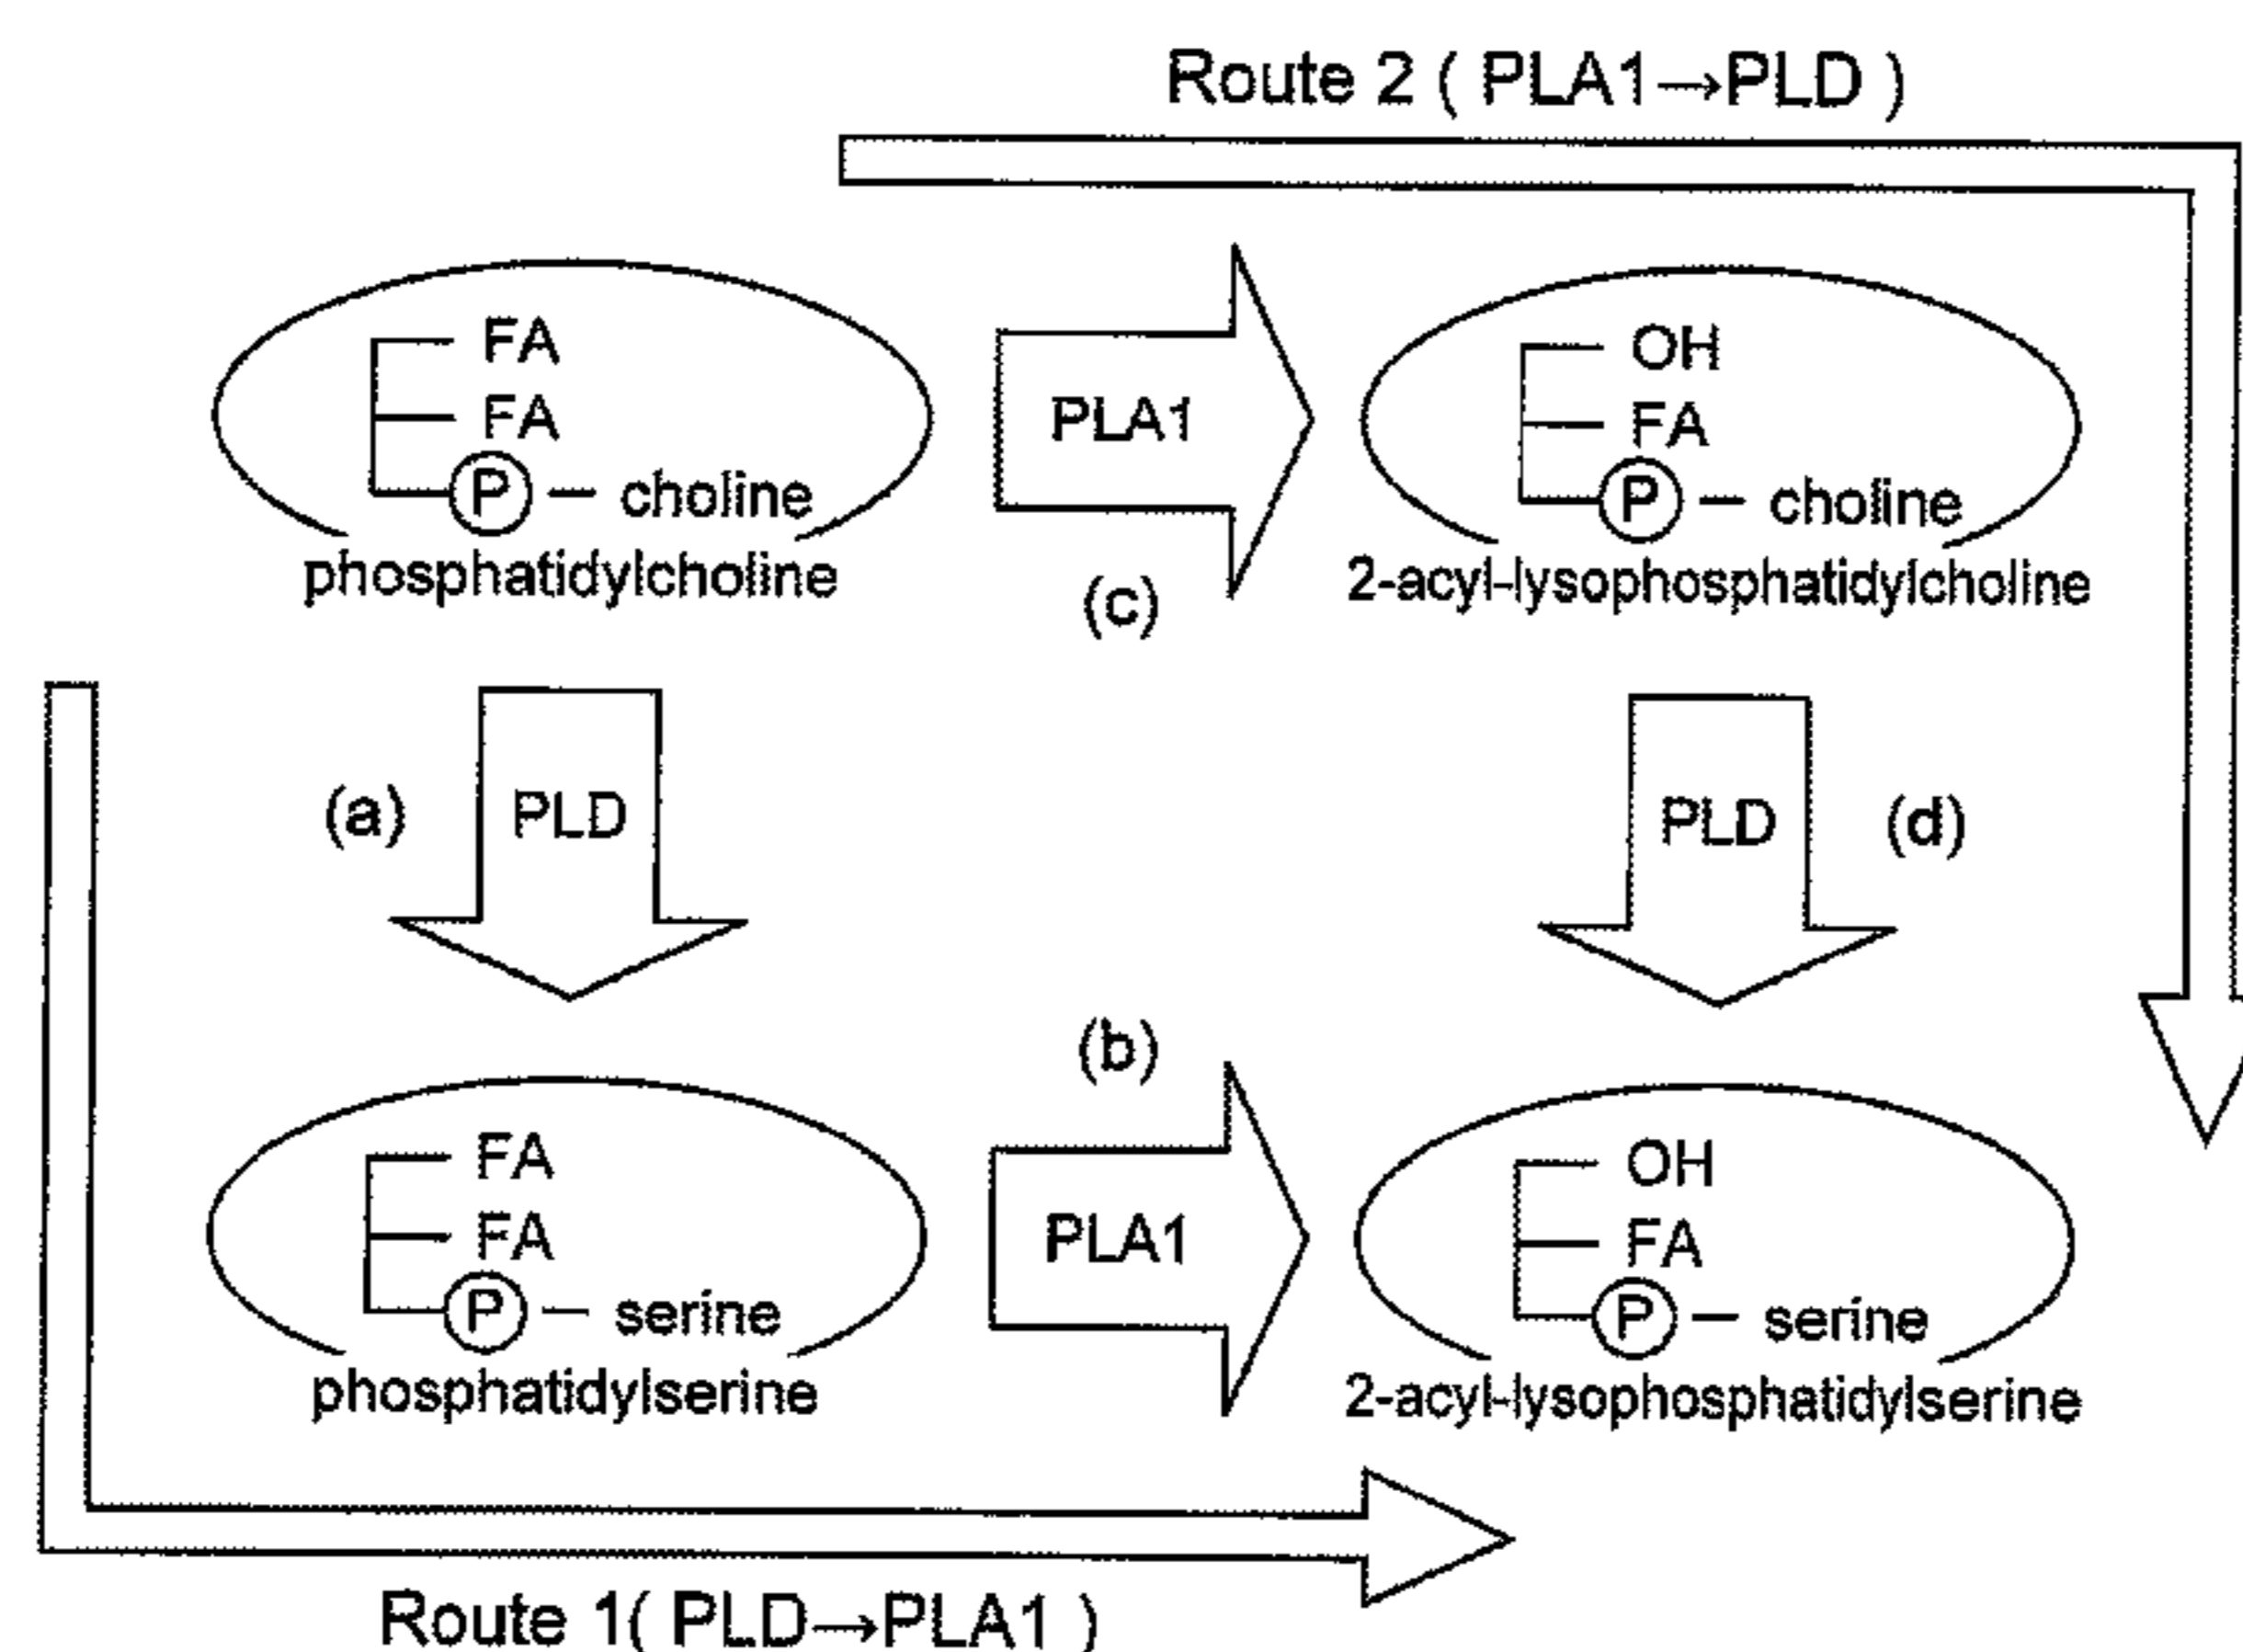 Route 2 ( PLA1→PLD )
FA
FA
P — choline
phosphatidylcholine
PLA1
(c)
OH
FA
P — choline
2-acyl-lysophosphatidylcholine
(a)
PLD
PLD
(d)
FA
FA
P — serine
phosphatidylserine
(b)
PLA1
OH
FA
P — serine
2-acyl-lysophosphatidylserine
Route 1( PLD→PLA1 )